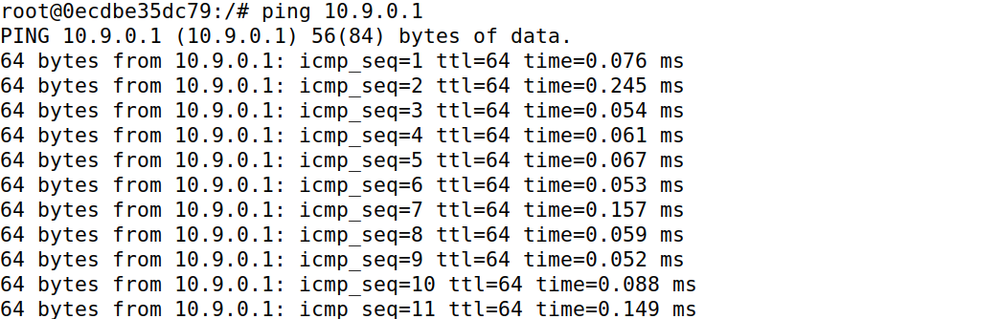 root@0ecdbe35dc79:/# ping 10.9.0.1
PING 10.9.0.1 (10.9.0.1) 56(84) bytes of data.
64 bytes from 10.9.0.1: icmp_seq=1 ttl=64 time=0.076 ms
64 bytes from 10.9.0.1: icmp_seq=2 ttl=64 time=0.245 ms
64 bytes from 10.9.0.1: icmp_seq=3 ttl=64 time=0.054 ms
64 bytes from 10.9.0.1: icmp_seq=4 ttl=64 time=0.061 ms
64 bytes from 10.9.0.1: icmp_seq=5 ttl=64 time=0.067 ms
64 bytes from 10.9.0.1: icmp_seq=6 ttl=64 time=0.053 ms
64 bytes from 10.9.0.1: icmp_seq=7 ttl=64 time=0.157 ms
64 bytes from 10.9.0.1: icmp_seq=8 ttl=64 time=0.059 ms
64 bytes from 10.9.0.1: icmp_seq=9 ttl=64 time=0.052 ms
64 bytes from 10.9.0.1: icmp_seq=10 ttl=64 time=0.088 ms
64 bytes from 10.9.0.1: icmp_seq=11 ttl=64 time=0.149 ms